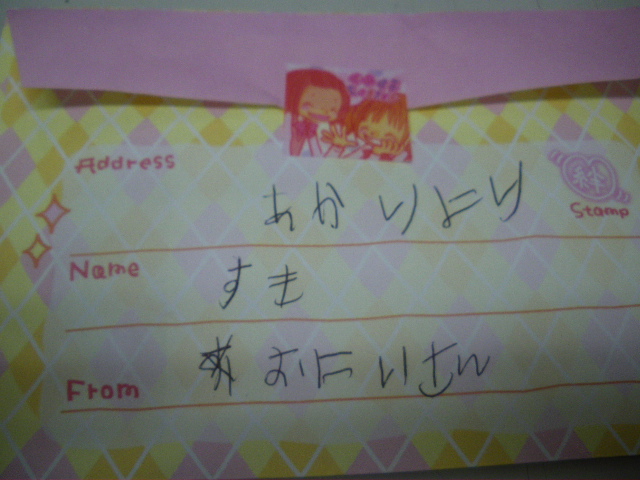 Address
あかりより
Stamp
Name
すき
From
おにいさん